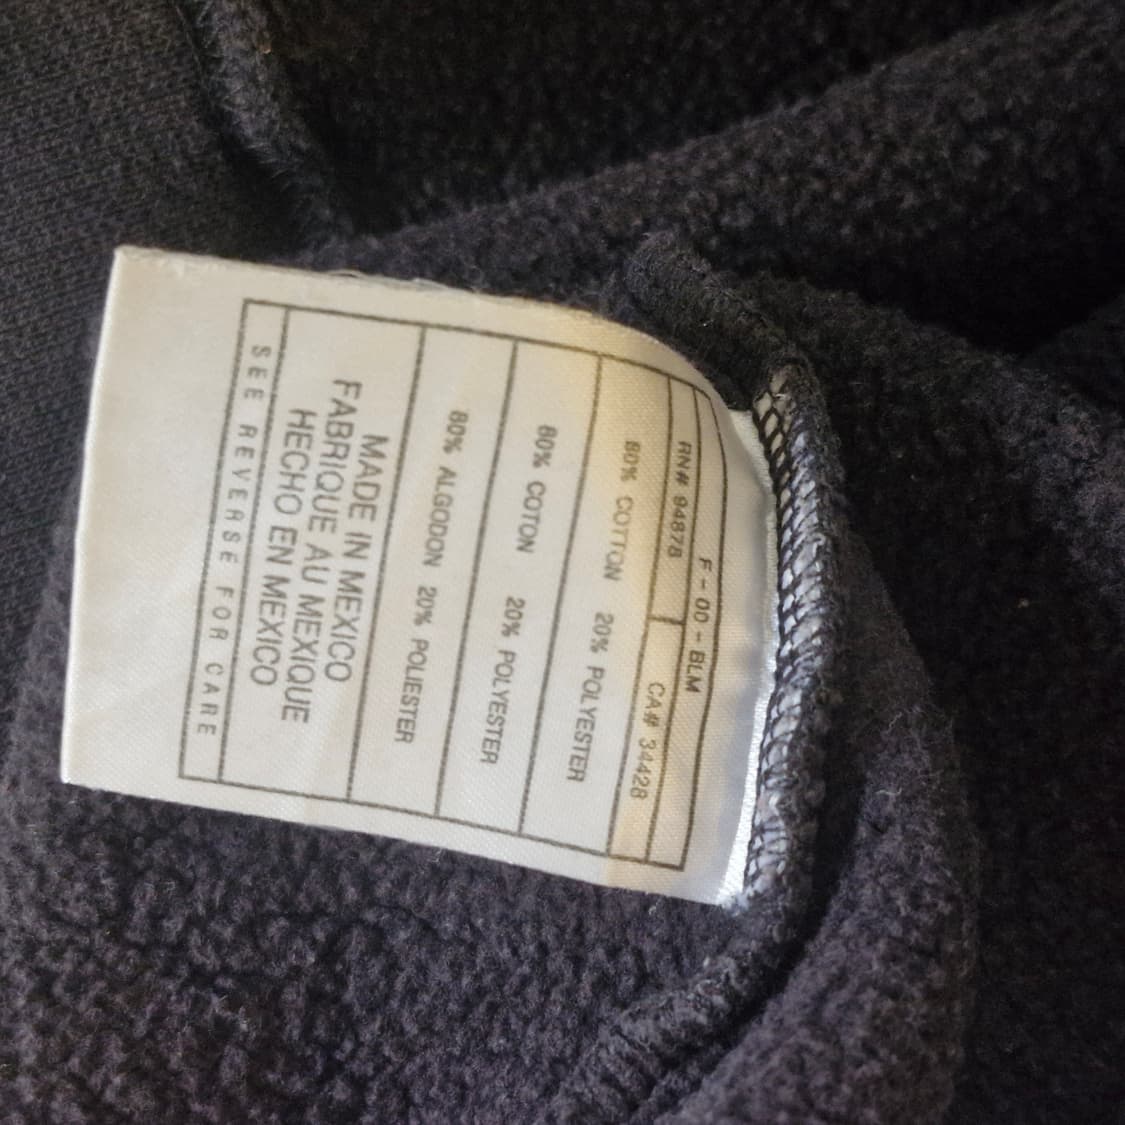 F - 00 - BLM
RN# 94878 CA# 34428
80% COTTON 20% POLYESTER
80% COTON 20% POLYESTER
80% ALGODON 20% POLIESTER
MADE IN MEXICO
FABRIQUE AU MEXIQUE
HECHO EN MEXICO
SEE REVERSE FOR CARE